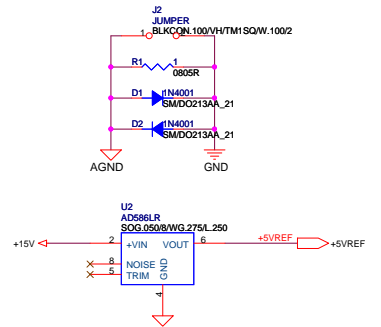 J2
JUMPER
BLKCON.100/VH/TM1SQ/W.100/2
1
R1
1
0805R
D1
1N4001
SM/DO213AA_21
D2
1N4001
SM/DO213AA_21
AGND
GND
U2
AD586LR
SOG.050/8/WG.275/L.250
+15V
2
+VIN
VOUT
6
+5VREF
+5VREF
8
NOISE
5
TRIM
GND
4